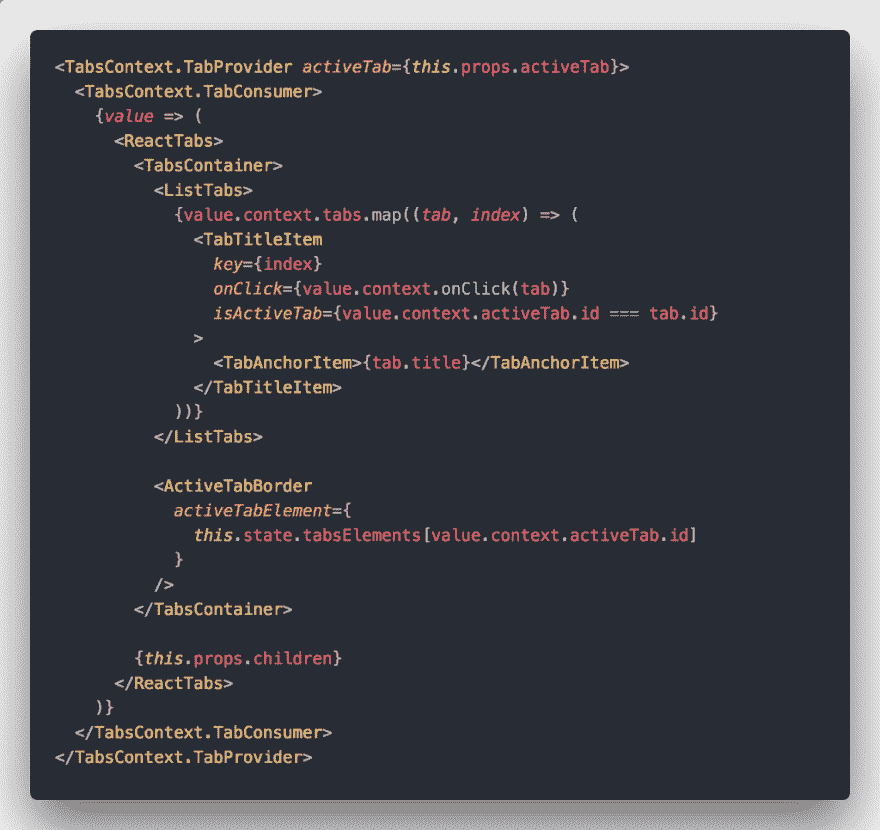 <TabsContext.TabProvider activeTab={this.props.activeTab}>
  <TabsContext.TabConsumer>
    {value => (
      <ReactTabs>
        <TabsContainer>
          <ListTabs>
            {value.context.tabs.map((tab, index) => (
              <TabTitleItem
                key={index}
                onClick={value.context.onClick(tab)}
                isActiveTab={value.context.activeTab.id === tab.id}
              >
                <TabAnchorItem>{tab.title}</TabAnchorItem>
              </TabTitleItem>
            ))}
          </ListTabs>

          <ActiveTabBorder
            activeTabElement={
              this.state.tabsElements[value.context.activeTab.id]
            }
          />
        </TabsContainer>

        {this.props.children}
      </ReactTabs>
    )}
  </TabsContext.TabConsumer>
</TabsContext.TabProvider>